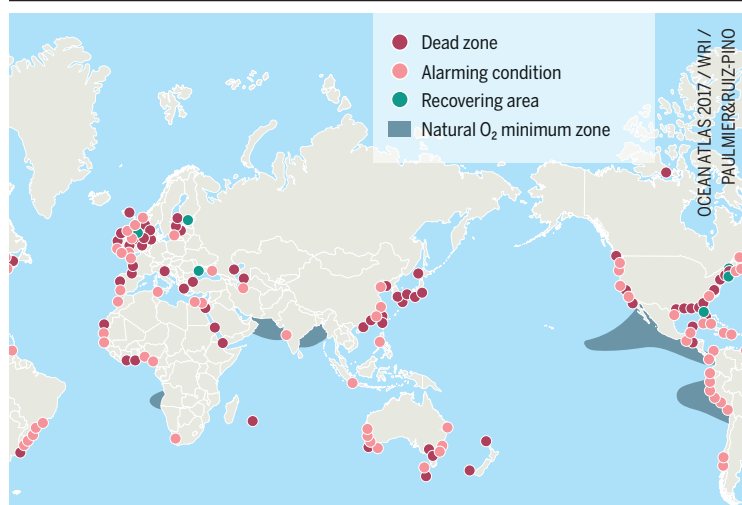 Dead zone
Alarming condition
Recovering area
Natural O₂ minimum zone
OCEAN ATLAS 2017 / WRI /
PAULMIER&RUIZ-PINO